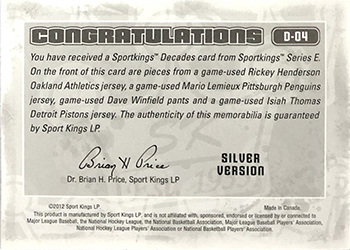 CONGRATULATIONS D-04
You have received a Sportkings™ Decades card from Sportkings™ Series E.
On the front of this card are pieces from a game-used Rickey Henderson
Oakland Athletics jersey, a game-used Mario Lemieux Pittsburgh Penguins
jersey, game-used Dave Winfield pants and a game-used Isiah Thomas
Detroit Pistons jersey. The authenticity of this memorabilia is guaranteed
by Sport Kings LP.
Brian H. Price
Dr. Brian H. Price, Sport Kings LP
SILVER
VERSION
©2012 Sport Kings LP.
Made in Canada.
This product is manufactured by Sport Kings LP, and is not affiliated with, sponsored, endorsed or licensed by or connected to
Major League Baseball, the National Hockey League, the National Basketball Association, Major League Baseball Players' Association,
National Hockey League Players' Association or National Basketball Players' Association or any other League.